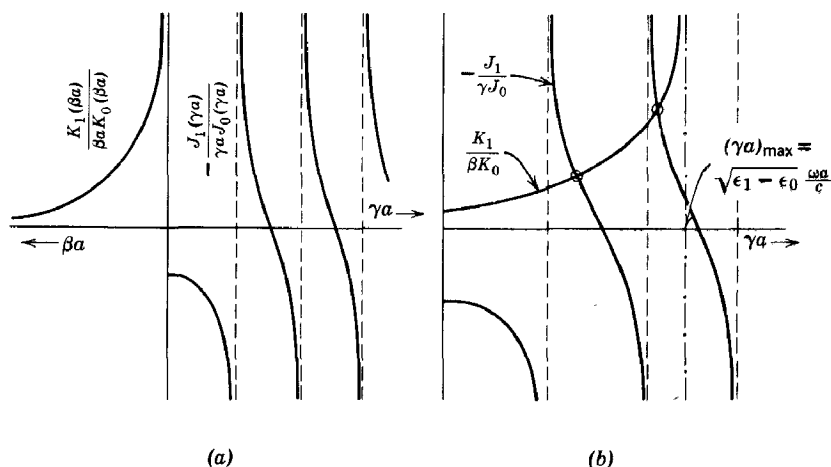 K₁(βa)
βaK₀(βa)
− J₁(γa)
γaJ₀(γa)
γa →
← βa
(a)
− J₁
γJ₀
K₁
βK₀
(γa)max =
√ϵ₁ − ϵ₀ ωa
c
γa →
(b)